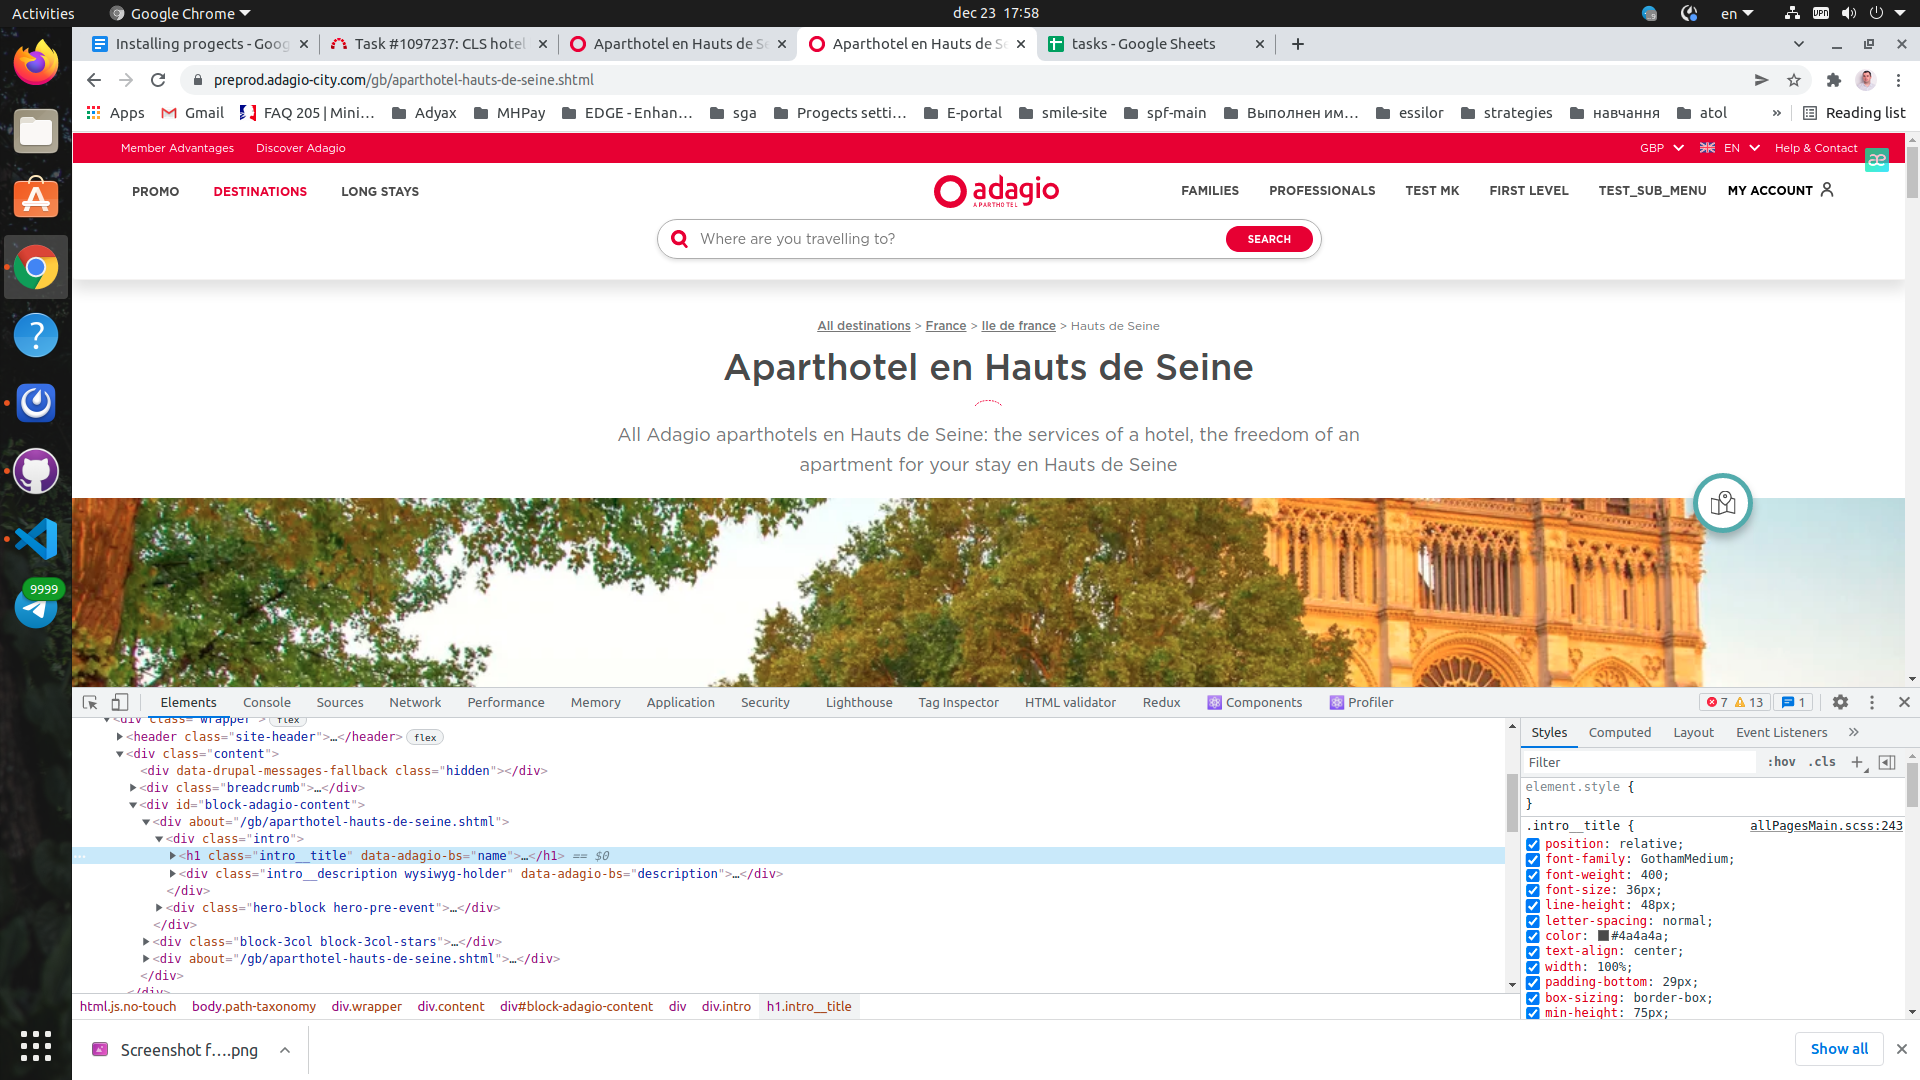 Activities Google Chrome dec 23 17:58 en
Installing progects - Goog Task #1097237: CLS hotel Aparthotel en Hauts de Se Aparthotel en Hauts de Se tasks - Google Sheets
preprod.adagio-city.com/gb/aparthotel-hauts-de-seine.shtml
Apps Gmail FAQ 205 | Mini… Adyax MHPay EDGE - Enhan… sga Progects setti… E-portal smile-site spf-main Выполнен им… essilor strategies навчання atol » Reading list
Member Advantages Discover Adagio GBP EN Help & Contact
æ
PROMO DESTINATIONS LONG STAYS adagio APARTHOTEL FAMILIES PROFESSIONALS TEST MK FIRST LEVEL TEST_SUB_MENU MY ACCOUNT
Where are you travelling to? SEARCH
All destinations > France > Ile de france > Hauts de Seine
Aparthotel en Hauts de Seine
All Adagio aparthotels en Hauts de Seine: the services of a hotel, the freedom of an
apartment for your stay en Hauts de Seine
9999
Elements Console Sources Network Performance Memory Application Security Lighthouse Tag Inspector HTML validator Redux Components Profiler 7 13 1
<div class="wrapper"> flex
<header class="site-header">…</header> flex
<div class="content">
<div data-drupal-messages-fallback class="hidden"></div>
<div class="breadcrumb">…</div>
<div id="block-adagio-content">
<div about="/gb/aparthotel-hauts-de-seine.shtml">
<div class="intro">
<h1 class="intro__title" data-adagio-bs="name">…</h1> == $0
<div class="intro__description wysiwyg-holder" data-adagio-bs="description">…</div>
</div>
<div class="hero-block hero-pre-event">…</div>
</div>
<div class="block-3col block-3col-stars">…</div>
<div about="/gb/aparthotel-hauts-de-seine.shtml">…</div>
</div>
</div>
html.js.no-touch body.path-taxonomy div.wrapper div.content div#block-adagio-content div div.intro h1.intro__title
Styles Computed Layout Event Listeners »
Filter :hov .cls +
element.style {
}
.intro__title { allPagesMain.scss:243
position: relative;
font-family: GothamMedium;
font-weight: 400;
font-size: 36px;
line-height: 48px;
letter-spacing: normal;
color: #4a4a4a;
text-align: center;
width: 100%;
padding-bottom: 29px;
box-sizing: border-box;
min-height: 75px;
Screenshot f….png Show all